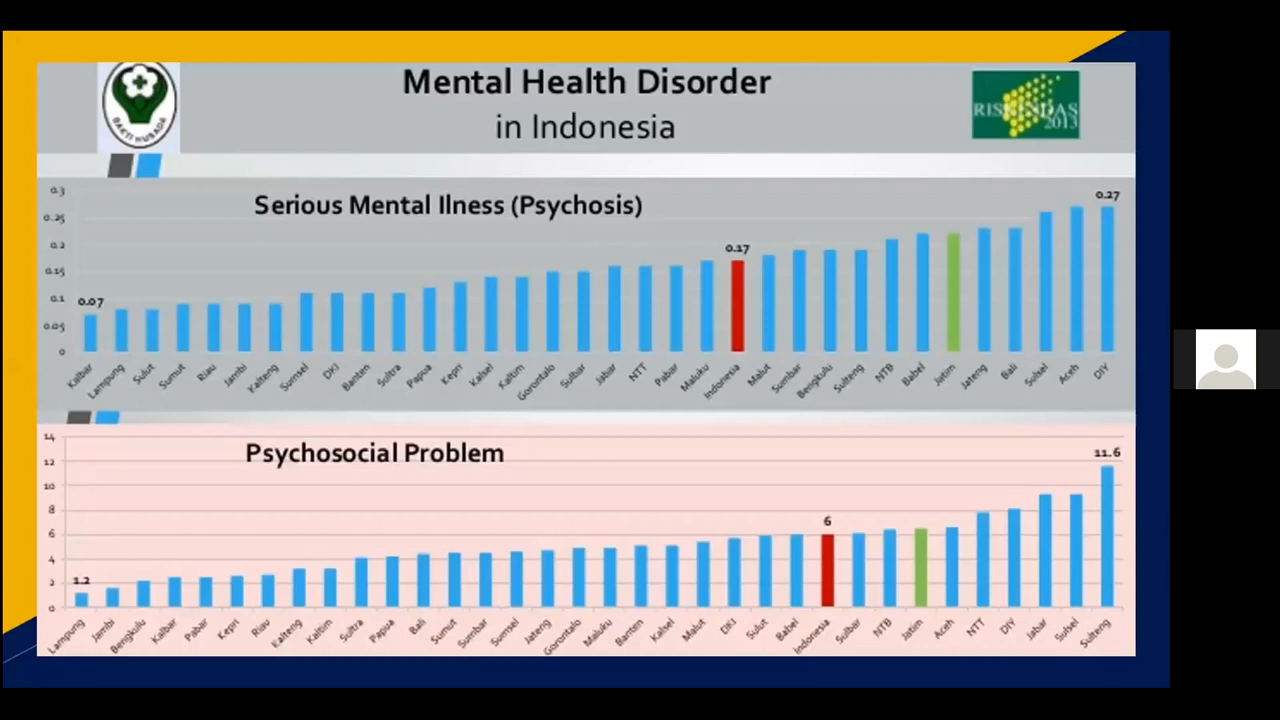 Mental Health Disorder
in Indonesia
BAKTI HUSADA
RISKESDAS
2013
Serious Mental Ilness (Psychosis)
0.3
0.25
0.2
0.15
0.1
0.05
0
0.07
0.17
0.27
Kalbar Lampung Sulut Sumut Riau Jambi Kalteng Sumsel DKI Banten Sultra Papua Kepri Kalsel Kaltim Gorontalo Sulbar Jabar NTT Pabar Maluku Indonesia Malut Sumbar Bengkulu Sulteng NTB Babel Jatim Jateng Bali Sulsel Aceh DIY
Psychosocial Problem
14
12
10
8
6
4
2
0
1.2
6
11.6
Lampung Jambi Bengkulu Kalbar Pabar Kepri Riau Kalteng Kaltim Sultra Papua Bali Sumut Sumbar Sumsel Jateng Gorontalo Maluku Banten Kalsel Malut DKI Sulut Babel Indonesia Sulbar NTB Jatim Aceh NTT DIY Jabar Sulsel Sulteng